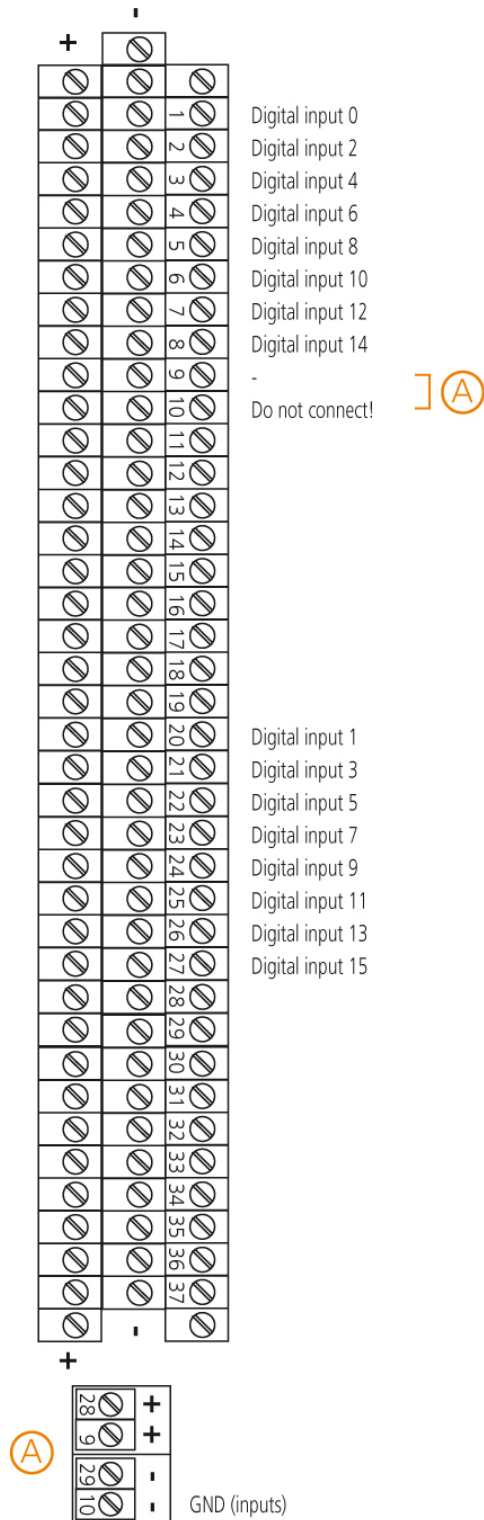 -
+
1 Digital input 0
2 Digital input 2
3 Digital input 4
4 Digital input 6
5 Digital input 8
6 Digital input 10
7 Digital input 12
8 Digital input 14
9 - A
10 Do not connect!
11
12
13
14
15
16
17
18
19
20 Digital input 1
21 Digital input 3
22 Digital input 5
23 Digital input 7
24 Digital input 9
25 Digital input 11
26 Digital input 13
27 Digital input 15
28
29
30
31
32
33
34
35
36
37
-
+
A
28 +
9 +
29 -
10 - GND (inputs)